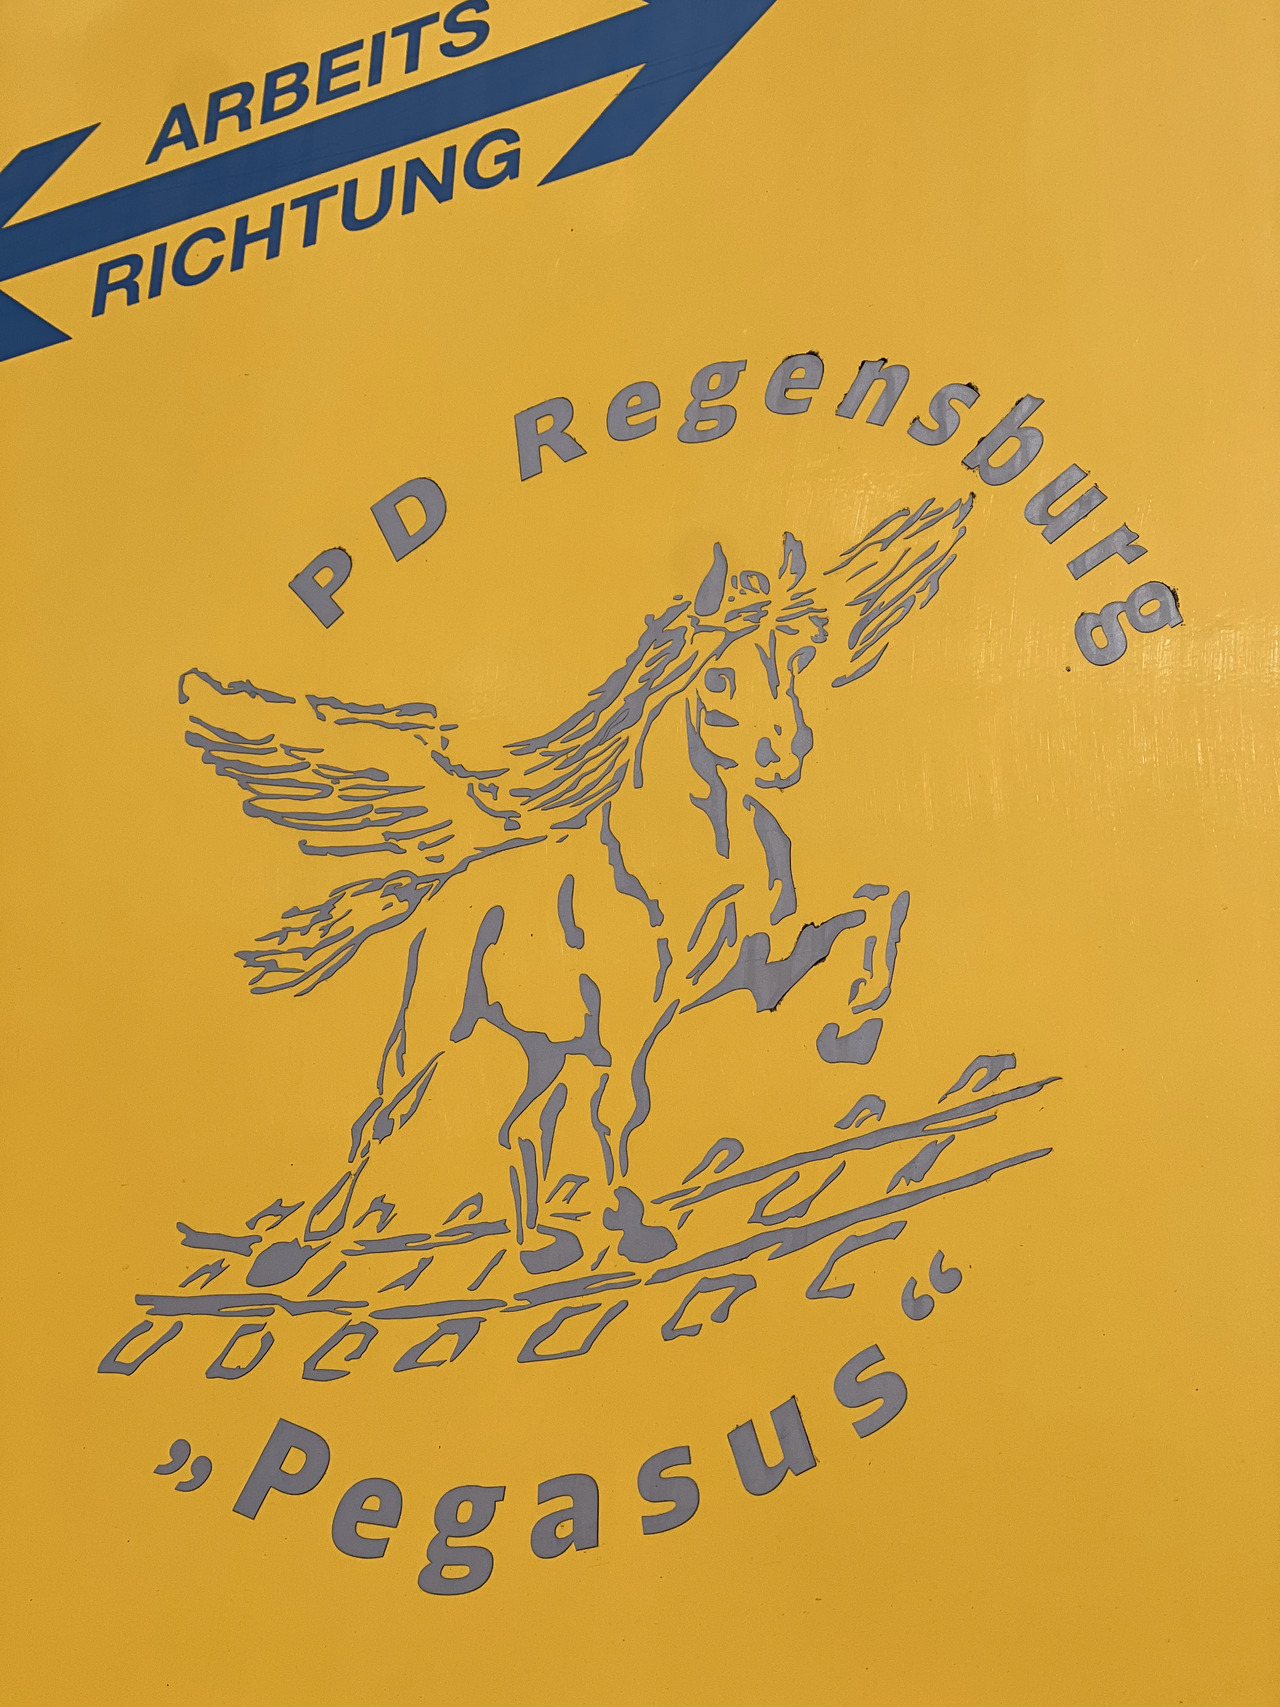 ARBEITS
RICHTUNG
PD Regensburg
„Pegasus“